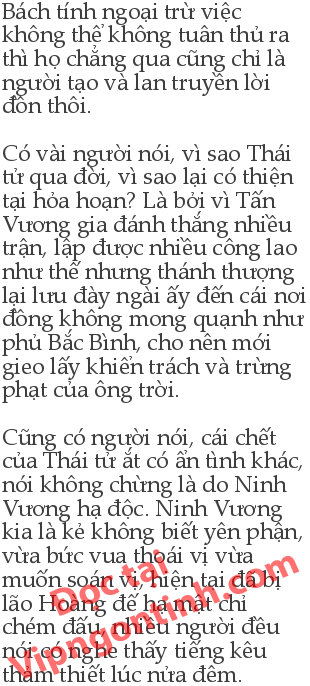 Bách tính ngoại trừ việc
không thể không tuân thủ ra
thì họ chẳng qua cũng chỉ là
người tạo và lan truyền lời
đồn thôi.
Có vài người nói, vì sao Thái
tử qua đời, vì sao lại có thiện
tại hỏa hoạn? Là bởi vì Tấn
Vương gia đánh thắng nhiều
trận, lập được nhiều công lao
như thế nhưng thánh thượng
lại lưu đày ngài ấy đến cái nơi
đồng không mong quạnh như
phủ Bắc Bình, cho nên mới
gieo lấy khiển trách và trừng
phạt của ông trời.
Cũng có người nói, cái chết
của Thái tử ắt có ẩn tình khác,
nói không chừng là do Ninh
Vương hạ độc. Ninh Vương
kia là kẻ không biết yên phận,
vừa bức vua thoái vị vừa
muốn soán vị, hiện tại đã bị
lão Hoàng đế hạ mật chỉ
chém đầu, nhiều người đều
nói có nghe thấy tiếng kêu
thảm thiết lúc nửa đêm.
Đọc tại
Vipngontinh.com